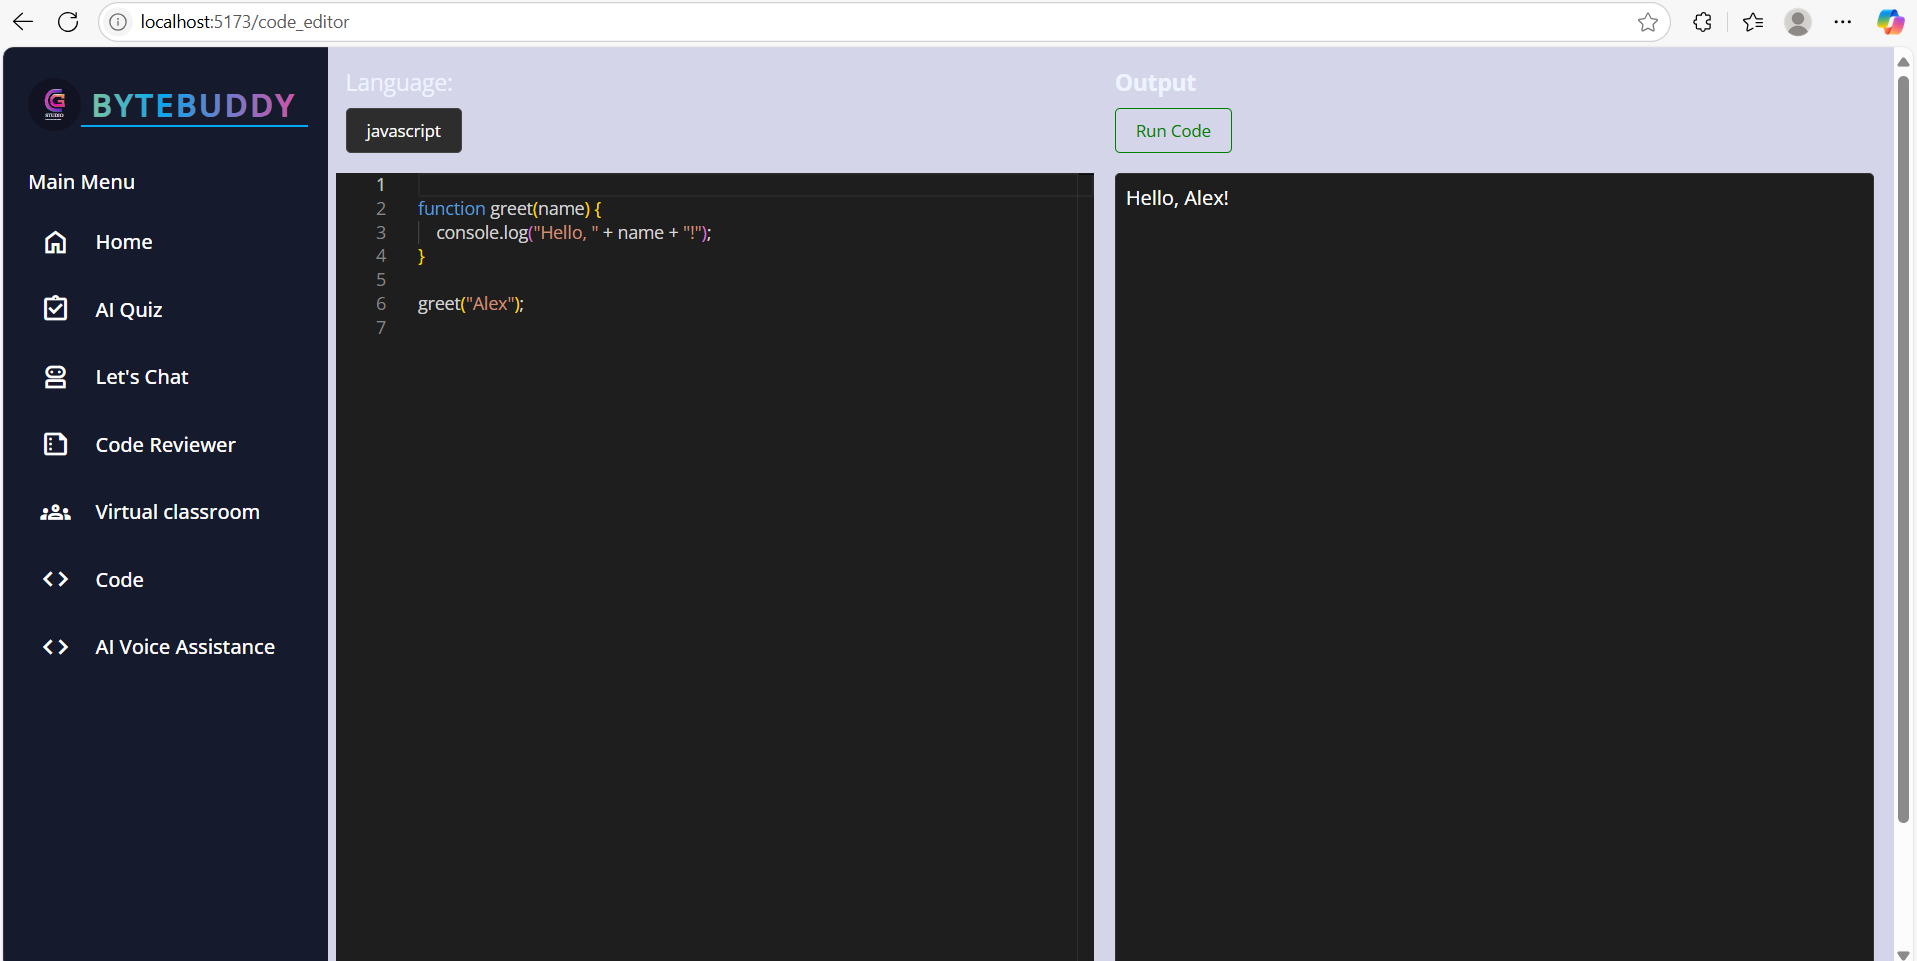 localhost:5173/code_editor
STUDIO
BYTEBUDDY
Main Menu
Home
AI Quiz
Let's Chat
Code Reviewer
Virtual classroom
Code
AI Voice Assistance
Language:
javascript
1
2 function greet(name) {
3 console.log("Hello, " + name + "!");
4 }
5
6 greet("Alex");
7
Output
Run Code
Hello, Alex!